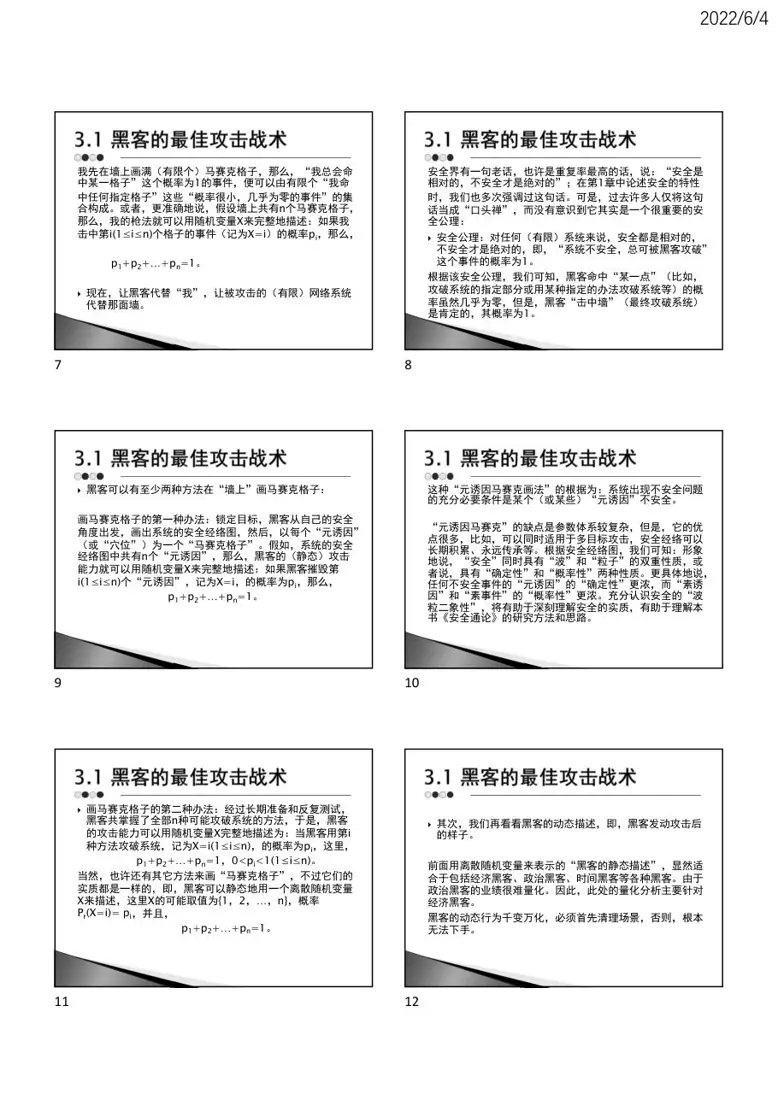 2022/6/4
3.1 黑客的最佳攻击战术
我先在墙上画满（有限个）马赛克格子，那么，“我总会命
中某一格子”这个概率为1的事件，便可以由有限个“我命
中任何指定格子”这些“概率很小，几乎为零的事件”的集
合构成。或者，更准确地说，假设墙上共有n个马赛克格子，
那么，我的枪法就可以用随机变量X来完整地描述：如果我
击中第i(1≤i≤n)个格子的事件（记为X=i）的概率pi，那么，
p1+p2+…+pn=1。
现在，让黑客代替“我”，让被攻击的（有限）网络系统
代替那面墙。
7
3.1 黑客的最佳攻击战术
安全界有一句老话，也许是重复率最高的话，说：“安全是
相对的，不安全才是绝对的”；在第1章中论述安全的特性
时，我们也多次强调过这句话。可是，过去许多人仅将这句
话当成“口头禅”，而没有意识到它其实是一个很重要的安
全公理：
安全公理：对任何（有限）系统来说，安全都是相对的，
不安全才是绝对的，即，“系统不安全，总可被黑客攻破”
这个事件的概率为1。
根据该安全公理，我们可知，黑客命中“某一点”（比如，
攻破系统的指定部分或用某种指定的办法攻破系统等）的概
率虽然几乎为零，但是，黑客“击中墙”（最终攻破系统）
是肯定的，其概率为1。
8
3.1 黑客的最佳攻击战术
黑客可以有至少两种方法在“墙上”画马赛克格子：
画马赛克格子的第一种办法：锁定目标，黑客从自己的安全
角度出发，画出系统的安全经络图，然后，以每个“元诱因”
（或“穴位”）为一个“马赛克格子”。假如，系统的安全
经络图中共有n个“元诱因”，那么，黑客的（静态）攻击
能力就可以用随机变量X来完整地描述：如果黑客摧毁第
i(1≤i≤n)个“元诱因”，记为X=i，的概率为pi，那么，
p1+p2+…+pn=1。
9
3.1 黑客的最佳攻击战术
这种“元诱因马赛克画法”的根据为：系统出现不安全问题
的充分必要条件是某个（或某些）“元诱因”不安全。
“元诱因马赛克”的缺点是参数体系较复杂，但是，它的优
点很多，比如，可以同时适用于多目标攻击，安全经络可以
长期积累、永远传承等。根据安全经络图，我们可知：形象
地说，“安全”同时具有“波”和“粒子”的双重性质，或
者说，具有“确定性”和“概率性”两种性质。更具体地说，
任何不安全事件的“元诱因”的“确定性”更浓，而“素诱
因”和“素事件”的“概率性”更浓。充分认识安全的“波
粒二象性”，将有助于深刻理解安全的实质，有助于理解本
书《安全通论》的研究方法和思路。
10
3.1 黑客的最佳攻击战术
画马赛克格子的第二种办法：经过长期准备和反复测试，
黑客共掌握了全部n种可能攻破系统的方法，于是，黑客
的攻击能力可以用随机变量X完整地描述为：当黑客用第i
种方法攻破系统，记为X=i(1≤i≤n)，的概率为pi，这里，
p1+p2+…+pn=1，0<pi<1(1≤i≤n)。
当然，也许还有其它方法来画“马赛克格子”，不过它们的
实质都是一样的，即，黑客可以静态地用一个离散随机变量
X来描述，这里X的可能取值为{1，2，…，n}，概率
Pr(X=i)= pi，并且，
p1+p2+…+pn=1。
11
3.1 黑客的最佳攻击战术
其次，我们再看看黑客的动态描述，即，黑客发动攻击后
的样子。
前面用离散随机变量来表示的“黑客的静态描述”，显然适
合于包括经济黑客、政治黑客、时间黑客等各种黑客。由于
政治黑客的业绩很难量化。因此，此处的量化分析主要针对
经济黑客。
黑客的动态行为千变万化，必须首先清理场景，否则，根本
无法下手。
12